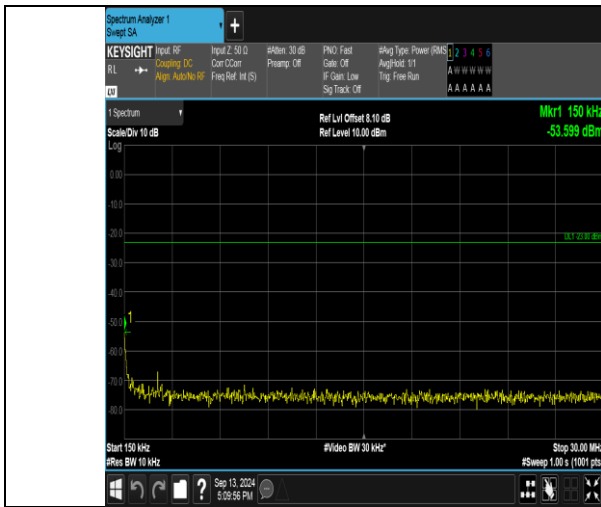 Spectrum Analyzer 1
Swept SA
+
KEYSIGHT Input: RF Input Z: 50 Ω #Atten: 30 dB PNO: Fast #Avg Type: Power (RMS 1 2 3 4 5 6
RL Coupling: DC Corr CCorr Preamp: Off Gate: Off Avg|Hold: 1/1 A W W W W W
Align: Auto/No RF Freq Ref: Int (S) IF Gain: Low Trig: Free Run
Sig Track: Off A A A A A A
LXI
1 Spectrum Ref Lvl Offset 8.10 dB Mkr1 150 kHz
Scale/Div 10 dB Ref Level 10.00 dBm -53.599 dBm
Log
0.00
-10.0
DL1 -23.00 dBm
-20.0
-30.0
-40.0
-50.0
1
-60.0
-70.0
-80.0
Start 150 kHz #Video BW 30 kHz* Stop 30.00 MHz
#Res BW 10 kHz #Sweep 1.00 s (1001 pts
? Sep 13, 2024
5:09:56 PM